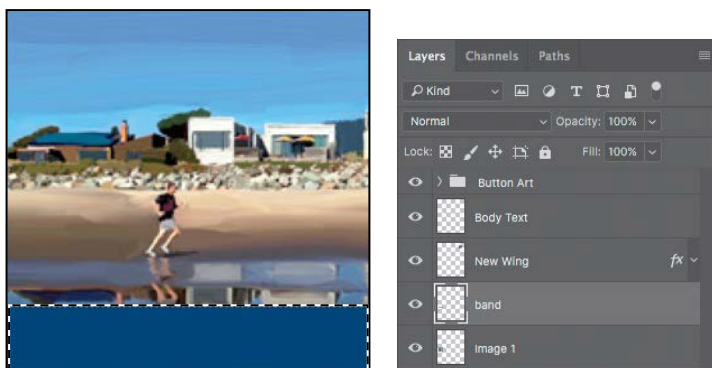 Layers Channels Paths
Kind T
Normal Opacity: 100%
Lock: Fill: 100%
Button Art
Body Text
New Wing fx
band
Image 1